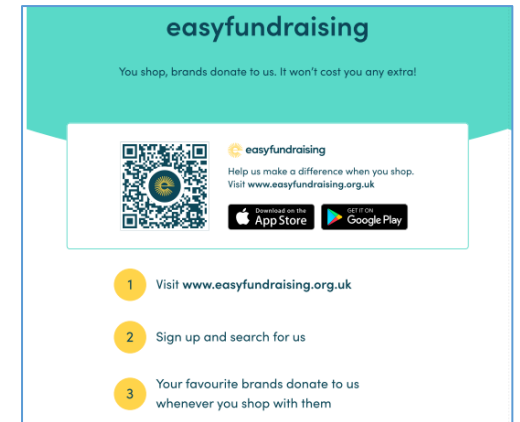 easyfundraising
You shop, brands donate to us. It won't cost you any extra!
easyfundraising
Help us make a difference when you shop.
Visit www.easyfundraising.org.uk
Download on the
App Store
GET IT ON
Google Play
1 Visit www.easyfundraising.org.uk
2 Sign up and search for us
3 Your favourite brands donate to us
whenever you shop with them